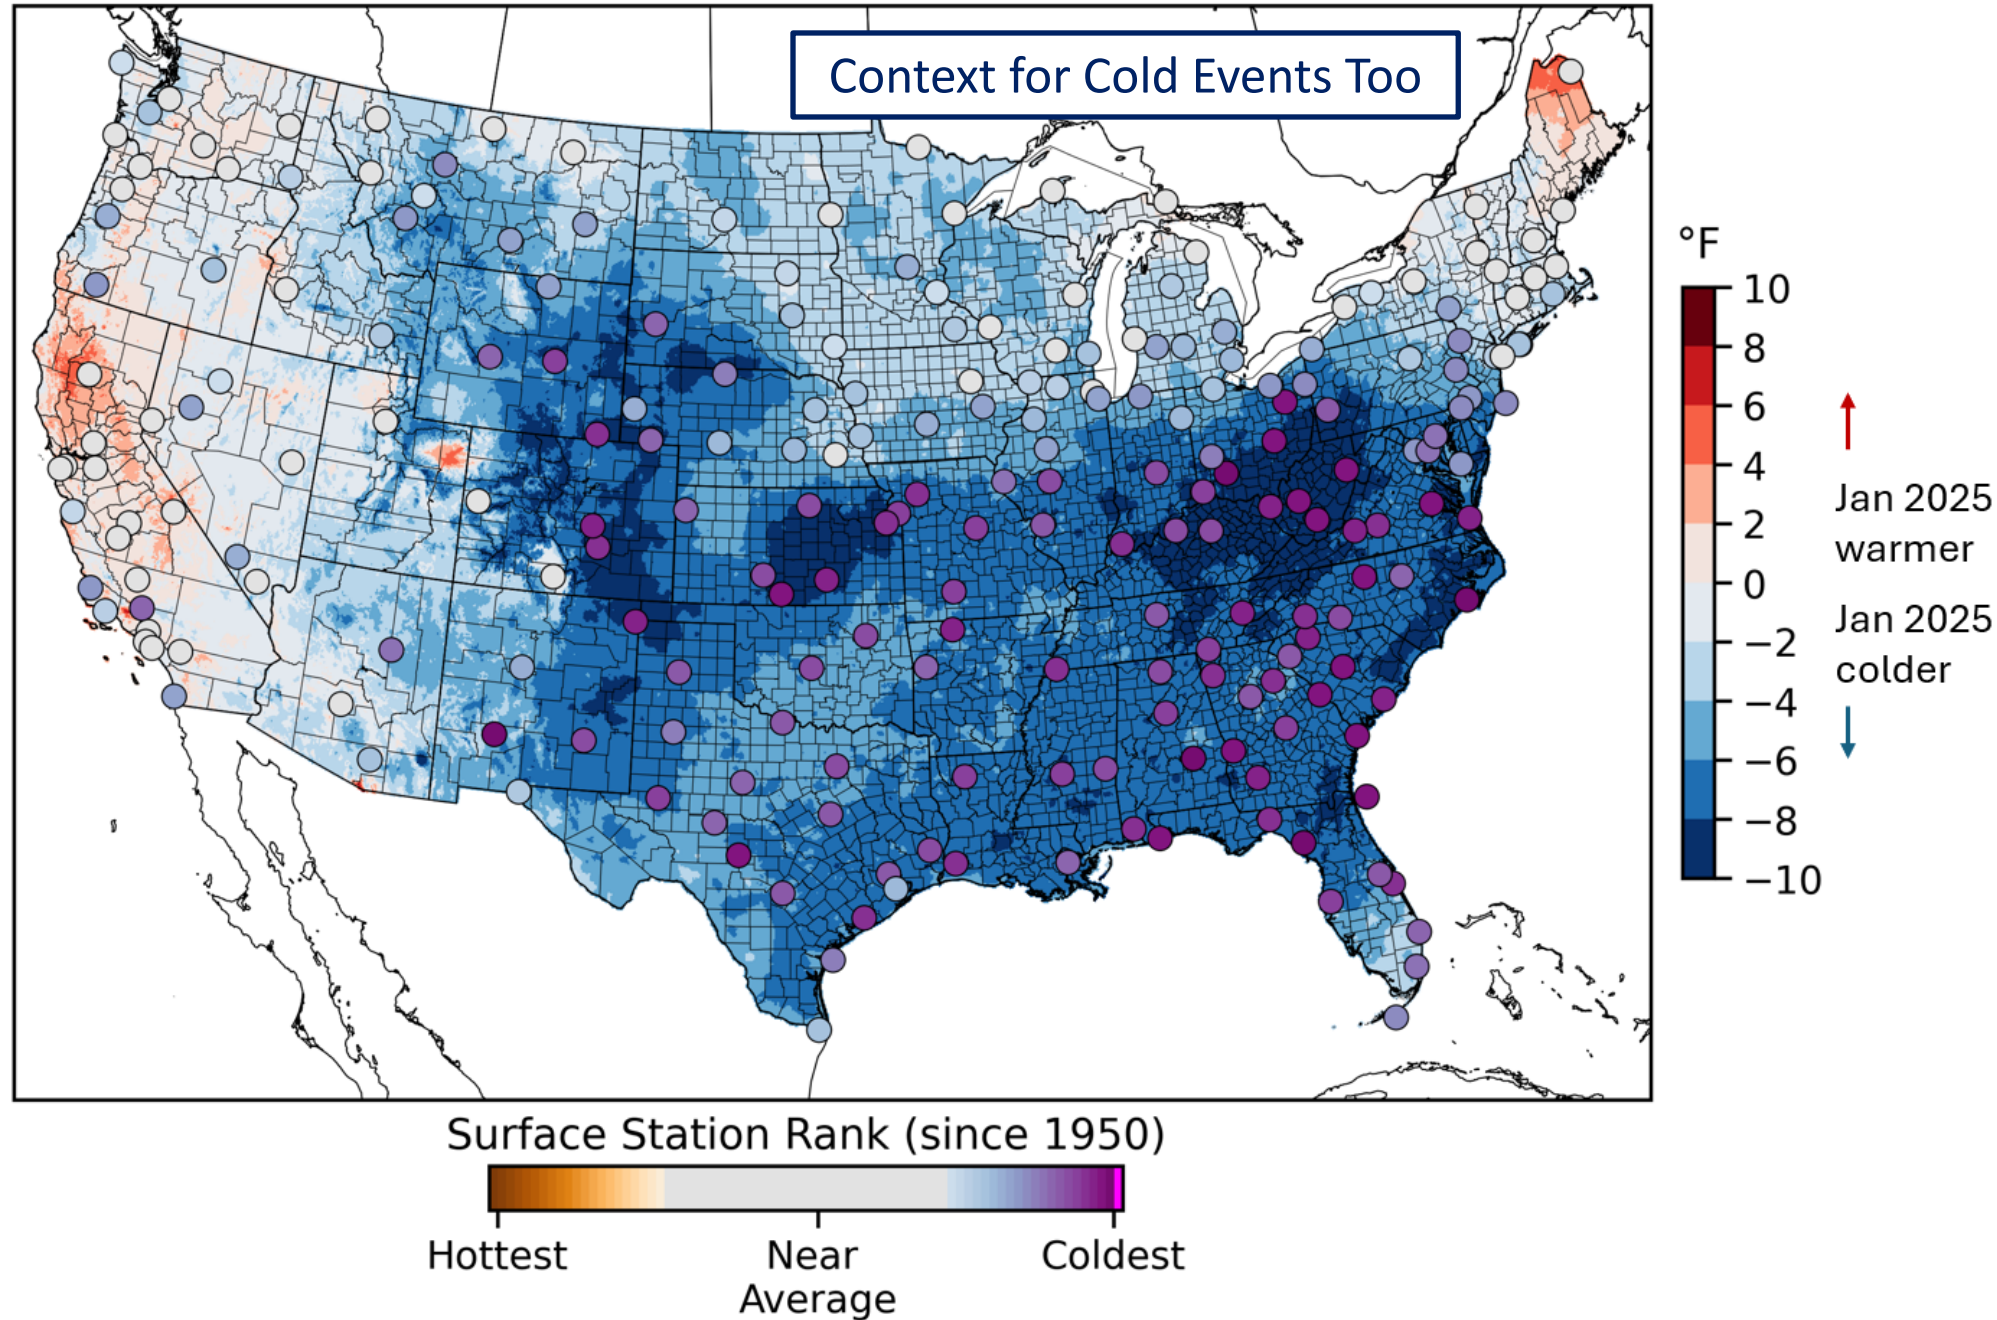 Context for Cold Events Too
°F
10
8
6
4
2
0
−2
−4
−6
−8
−10
Jan 2025
warmer
Jan 2025
colder
Surface Station Rank (since 1950)
Hottest
Near
Average
Coldest